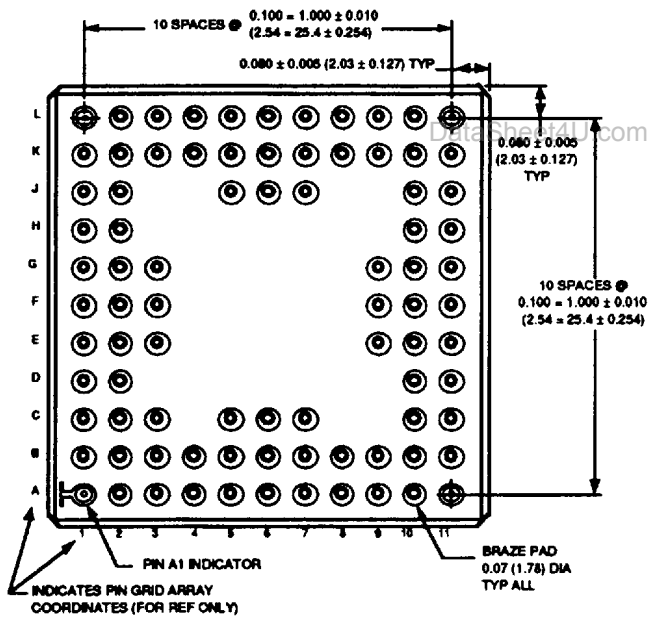 10 SPACES @ 0.100 = 1.000 ± 0.010
(2.54 = 25.4 ± 0.254)
0.080 ± 0.005 (2.03 ± 0.127) TYP
DataSheet4U.com
0.080 ± 0.005
(2.03 ± 0.127)
TYP
L
K
J
H
G
F
E
D
C
B
A
10 SPACES @
0.100 = 1.000 ± 0.010
(2.54 = 25.4 ± 0.254)
1 2 3 4 5 6 7 8 9 10 11
PIN A1 INDICATOR
BRAZE PAD
0.07 (1.78) DIA
TYP ALL
INDICATES PIN GRID ARRAY
COORDINATES (FOR REF ONLY)